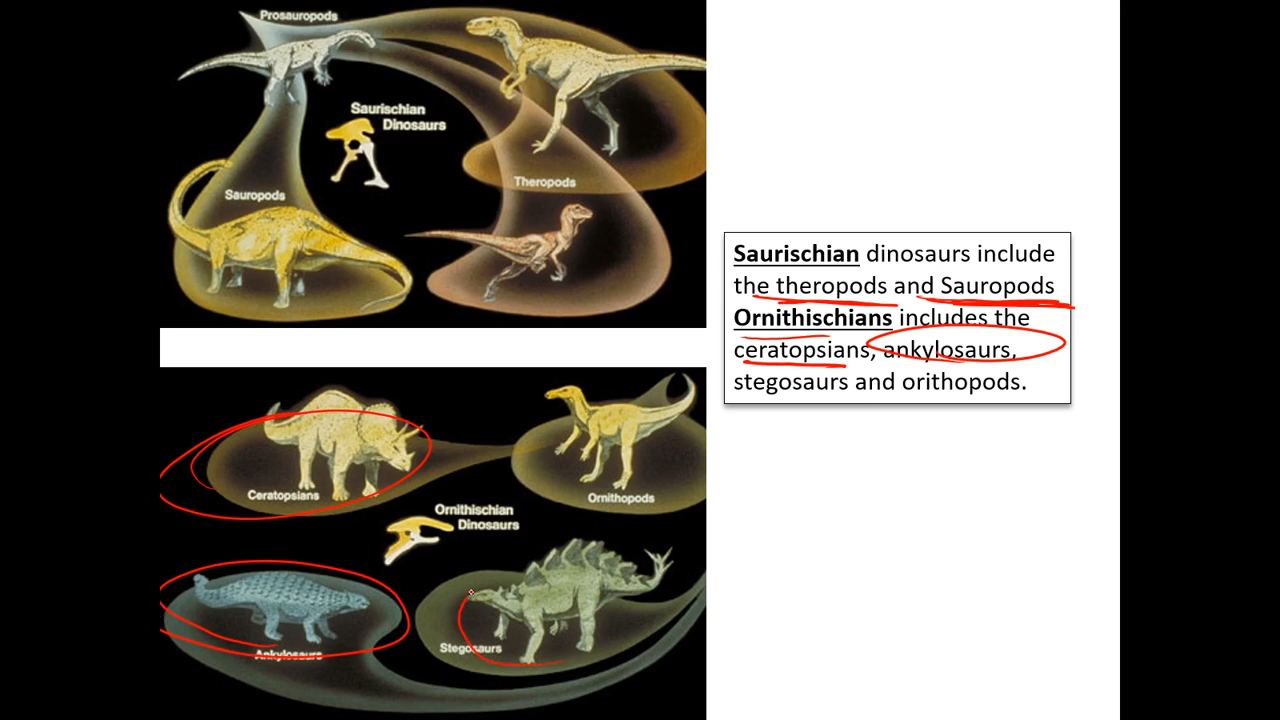 Prosauropods
Saurischian
Dinosaurs
Sauropods
Theropods
Saurischian dinosaurs include
the theropods and Sauropods
Ornithischians includes the
ceratopsians, ankylosaurs,
stegosaurs and orithopods.
Ceratopsians
Ornithopods
Ornithischian
Dinosaurs
Ankylosaurs
Stegosaurs